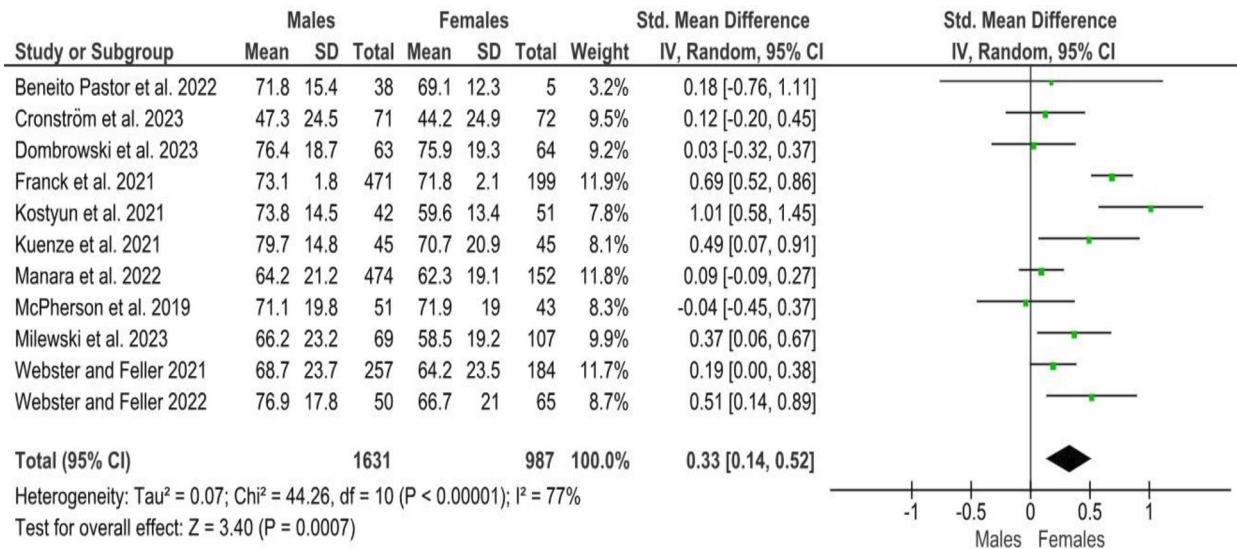 Males Females Std. Mean Difference Std. Mean Difference
Study or Subgroup Mean SD Total Mean SD Total Weight IV, Random, 95% CI IV, Random, 95% CI
Beneito Pastor et al. 2022 71.8 15.4 38 69.1 12.3 5 3.2% 0.18 [-0.76, 1.11]
Cronström et al. 2023 47.3 24.5 71 44.2 24.9 72 9.5% 0.12 [-0.20, 0.45]
Dombrowski et al. 2023 76.4 18.7 63 75.9 19.3 64 9.2% 0.03 [-0.32, 0.37]
Franck et al. 2021 73.1 1.8 471 71.8 2.1 199 11.9% 0.69 [0.52, 0.86]
Kostyun et al. 2021 73.8 14.5 42 59.6 13.4 51 7.8% 1.01 [0.58, 1.45]
Kuenze et al. 2021 79.7 14.8 45 70.7 20.9 45 8.1% 0.49 [0.07, 0.91]
Manara et al. 2022 64.2 21.2 474 62.3 19.1 152 11.8% 0.09 [-0.09, 0.27]
McPherson et al. 2019 71.1 19.8 51 71.9 19 43 8.3% -0.04 [-0.45, 0.37]
Milewski et al. 2023 66.2 23.2 69 58.5 19.2 107 9.9% 0.37 [0.06, 0.67]
Webster and Feller 2021 68.7 23.7 257 64.2 23.5 184 11.7% 0.19 [0.00, 0.38]
Webster and Feller 2022 76.9 17.8 50 66.7 21 65 8.7% 0.51 [0.14, 0.89]
Total (95% CI) 1631 987 100.0% 0.33 [0.14, 0.52]
Heterogeneity: Tau² = 0.07; Chi² = 44.26, df = 10 (P < 0.00001); I² = 77%
Test for overall effect: Z = 3.40 (P = 0.0007)
-1 -0.5 0 0.5 1
Males Females